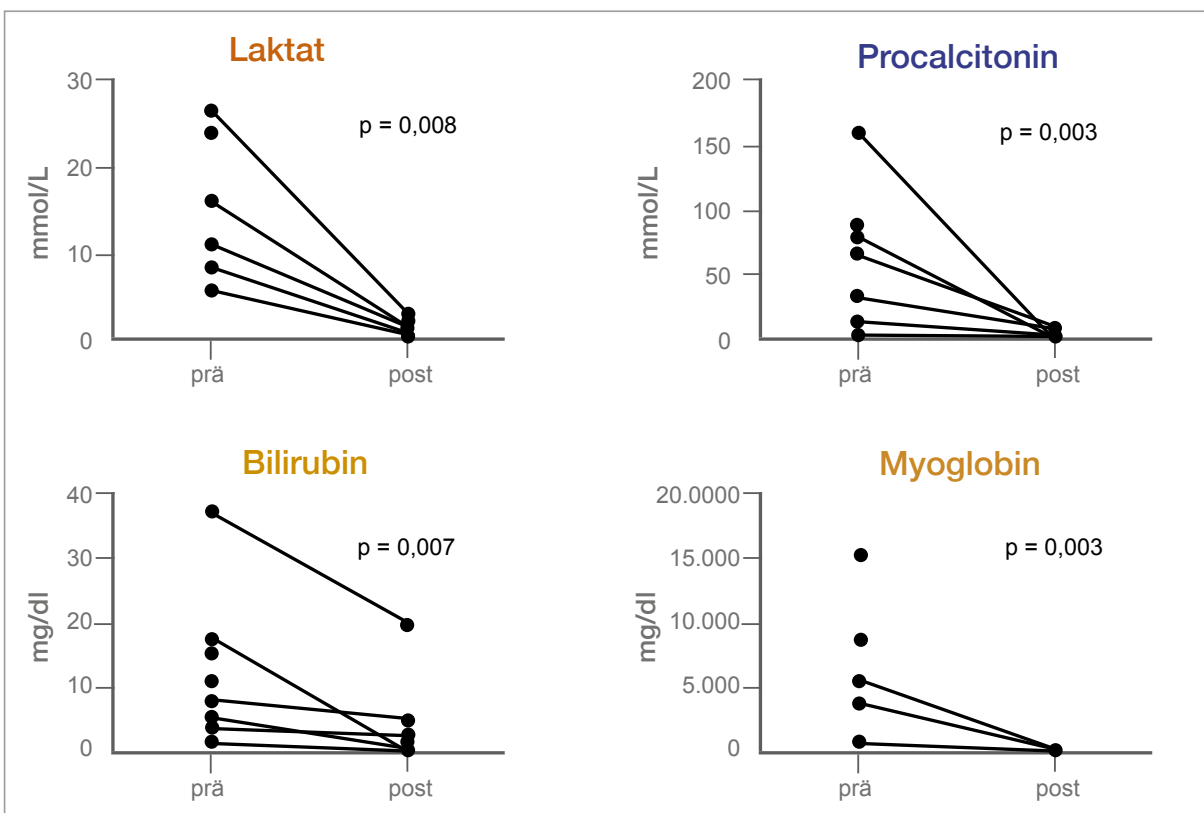 Laktat
30
20
10
0
mmol/L
p = 0,008
prä
post
Procalcitonin
200
150
100
50
0
mmol/L
p = 0,003
prä
post
Bilirubin
40
30
20
10
0
mg/dl
p = 0,007
prä
post
Myoglobin
20.0000
15.000
10.000
5.000
0
mg/dl
p = 0,003
prä
post